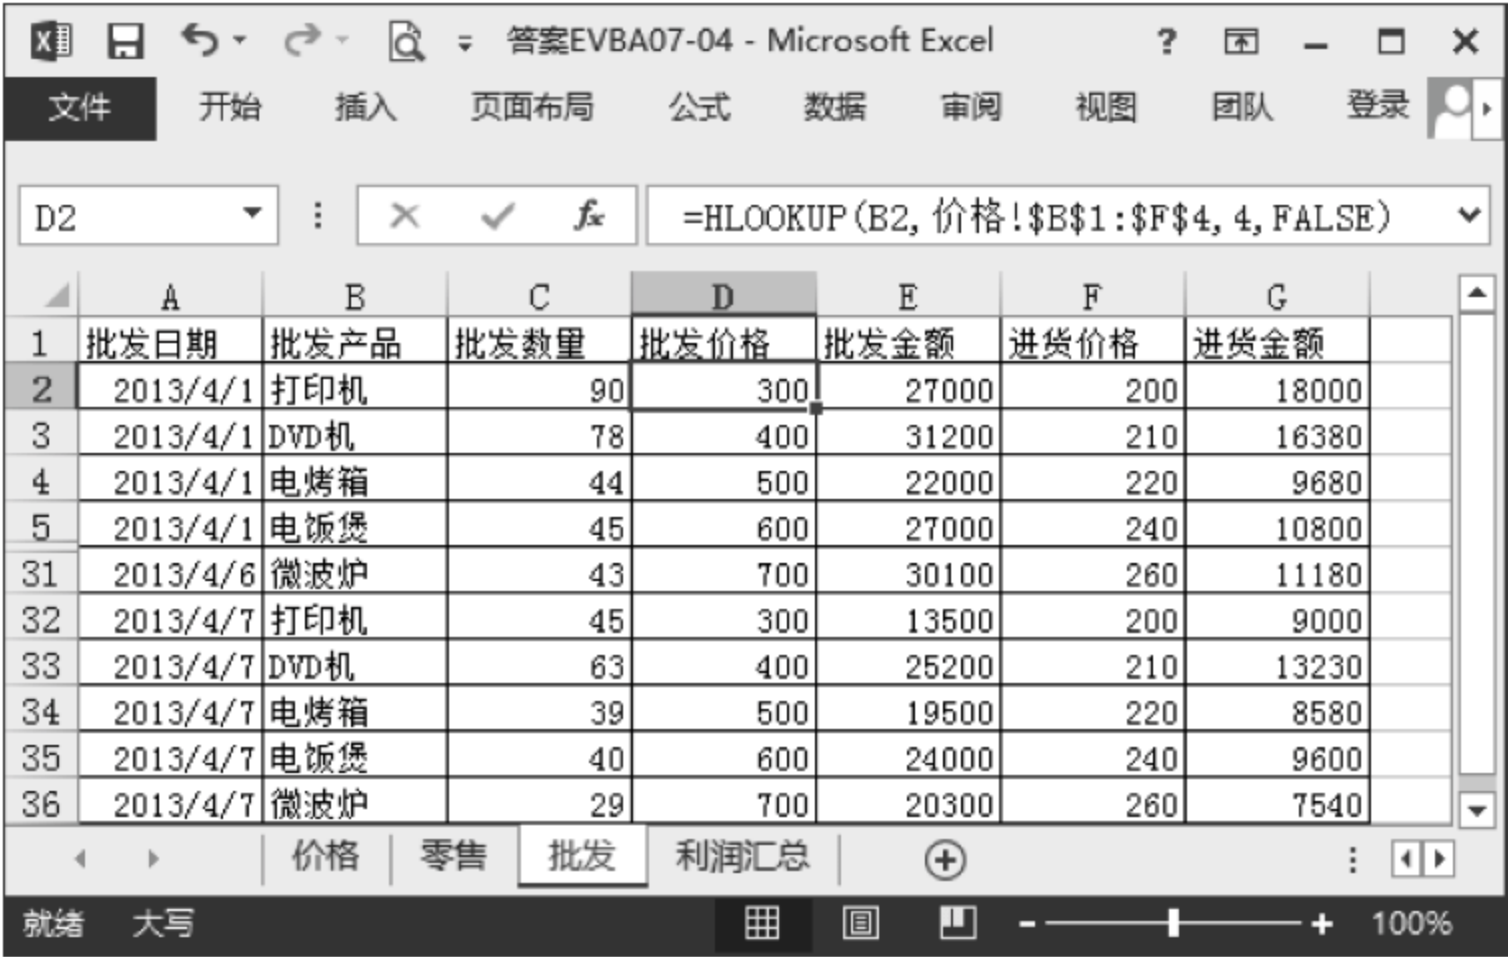 答案EVBA07-04 - Microsoft Excel ?
文件 开始 插入 页面布局 公式 数据 审阅 视图 团队 登录
D2 fx =HLOOKUP(B2,价格!$B$1:$F$4,4,FALSE)
A B C D E F G
1 批发日期 批发产品 批发数量 批发价格 批发金额 进货价格 进货金额
2 2013/4/1 打印机 90 300 27000 200 18000
3 2013/4/1 DVD机 78 400 31200 210 16380
4 2013/4/1 电烤箱 44 500 22000 220 9680
5 2013/4/1 电饭煲 45 600 27000 240 10800
31 2013/4/6 微波炉 43 700 30100 260 11180
32 2013/4/7 打印机 45 300 13500 200 9000
33 2013/4/7 DVD机 63 400 25200 210 13230
34 2013/4/7 电烤箱 39 500 19500 220 8580
35 2013/4/7 电饭煲 40 600 24000 240 9600
36 2013/4/7 微波炉 29 700 20300 260 7540
价格 零售 批发 利润汇总
就绪 大写 100%